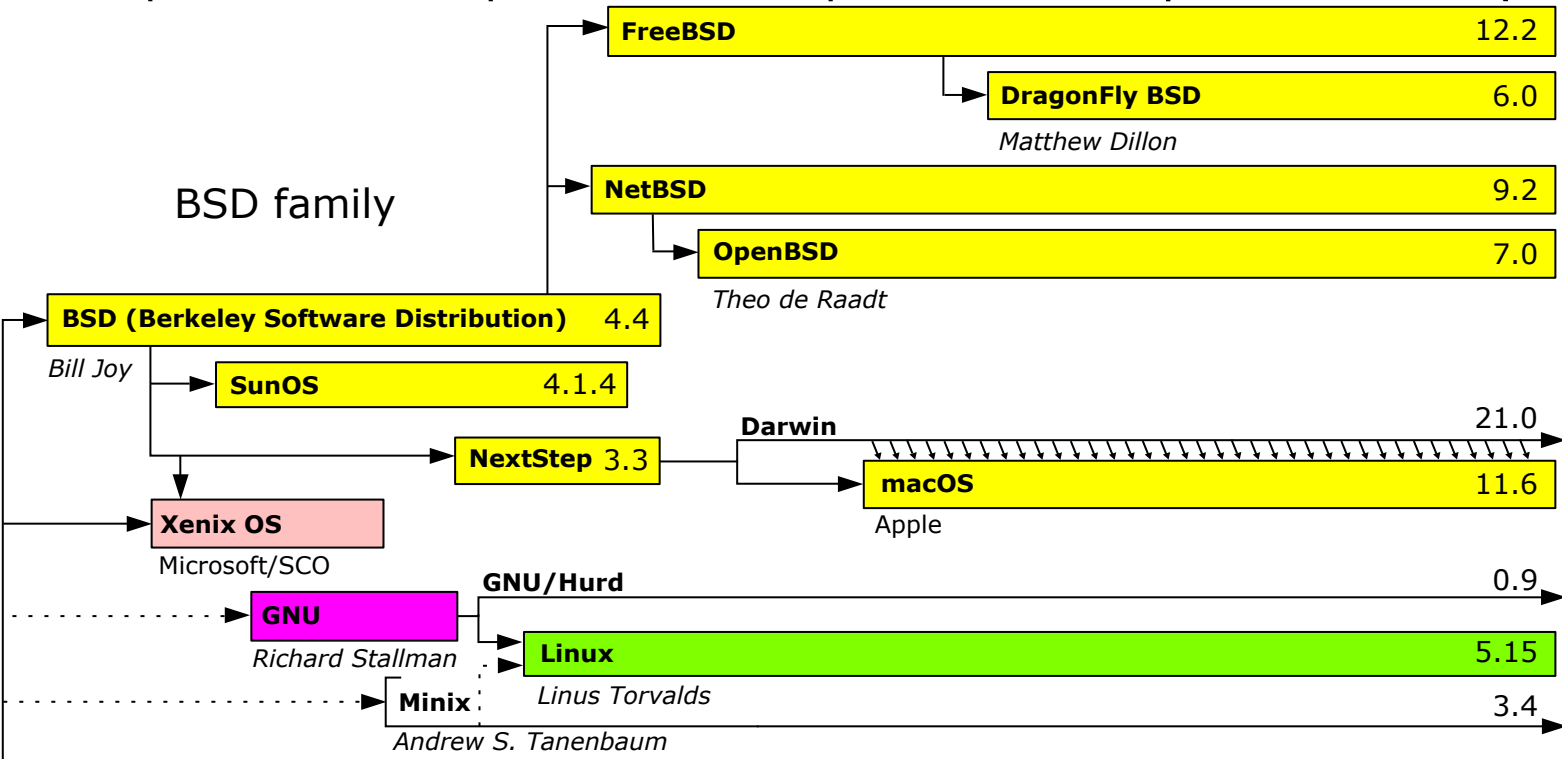 FreeBSD 12.2
DragonFly BSD 6.0
Matthew Dillon
BSD family
NetBSD 9.2
OpenBSD 7.0
Theo de Raadt
BSD (Berkeley Software Distribution) 4.4
Bill Joy
SunOS 4.1.4
Darwin 21.0
NextStep 3.3
macOS 11.6
Apple
Xenix OS
Microsoft/SCO
GNU/Hurd 0.9
GNU
Richard Stallman
Linux 5.15
Linus Torvalds
Minix 3.4
Andrew S. Tanenbaum